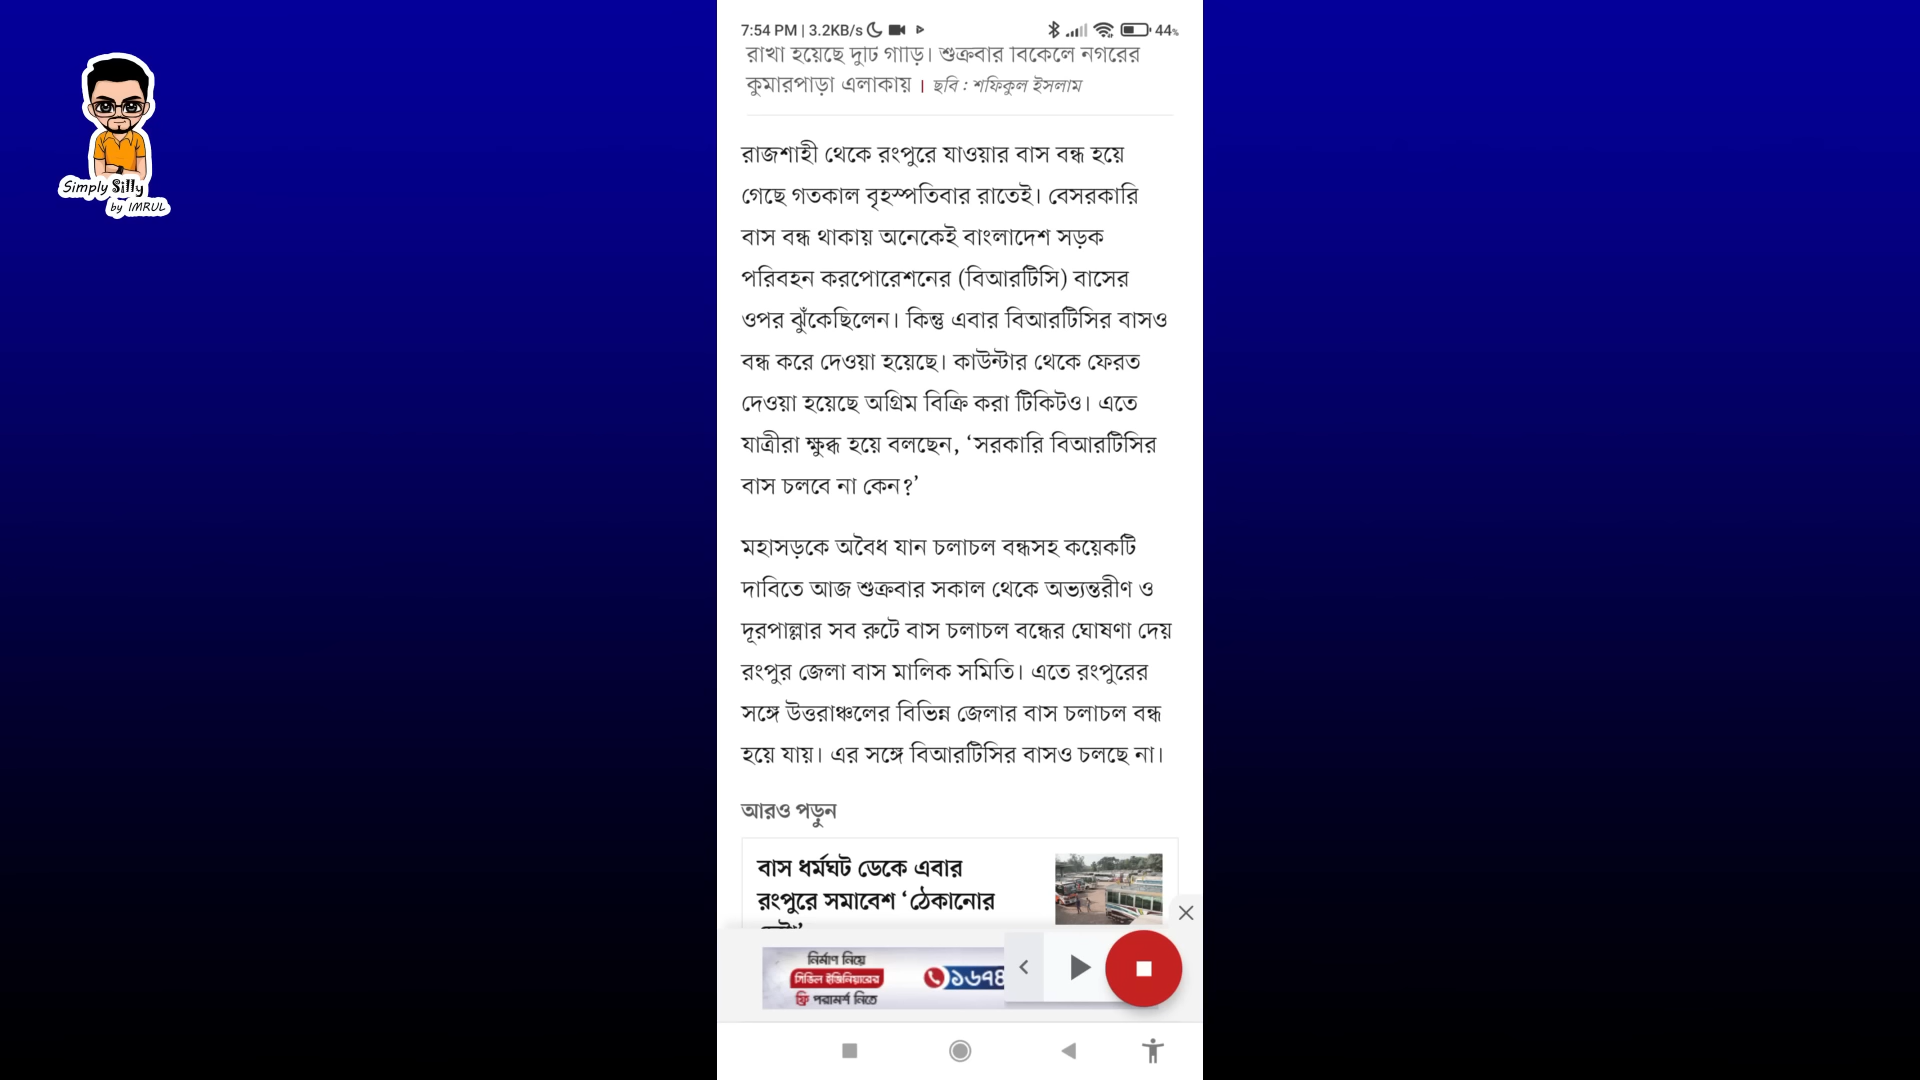 Simply Silly
by IMRUL
7:54 PM | 3.2KB/s
44%
রাখা হয়েছে দুটি গাড়ি। শুক্রবার বিকেলে নগরের
কুমারপাড়া এলাকায় | ছবি : শফিকুল ইসলাম
রাজশাহী থেকে রংপুরে যাওয়ার বাস বন্ধ হয়ে
গেছে গতকাল বৃহস্পতিবার রাতেই। বেসরকারি
বাস বন্ধ থাকায় অনেকেই বাংলাদেশ সড়ক
পরিবহন করপোরেশনের (বিআরটিসি) বাসের
ওপর ঝুঁকেছিলেন। কিন্তু এবার বিআরটিসির বাসও
বন্ধ করে দেওয়া হয়েছে। কাউন্টার থেকে ফেরত
দেওয়া হয়েছে অগ্রিম বিক্রি করা টিকিটও। এতে
যাত্রীরা ক্ষুব্ধ হয়ে বলছেন, ‘সরকারি বিআরটিসির
বাস চলবে না কেন?’
মহাসড়কে অবৈধ যান চলাচল বন্ধসহ কয়েকটি
দাবিতে আজ শুক্রবার সকাল থেকে অভ্যন্তরীণ ও
দূরপাল্লার সব রুটে বাস চলাচল বন্ধের ঘোষণা দেয়
রংপুর জেলা বাস মালিক সমিতি। এতে রংপুরের
সঙ্গে উত্তরাঞ্চলের বিভিন্ন জেলার বাস চলাচল বন্ধ
হয়ে যায়। এর সঙ্গে বিআরটিসির বাসও চলছে না।
আরও পড়ুন
বাস ধর্মঘট ডেকে এবার
রংপুরে সমাবেশ ‘ঠেকানোর
নির্মাণ নিয়ে
সিভিল ইঞ্জিনিয়ারের
ফ্রি পরামর্শ নিতে
১৬৭৪